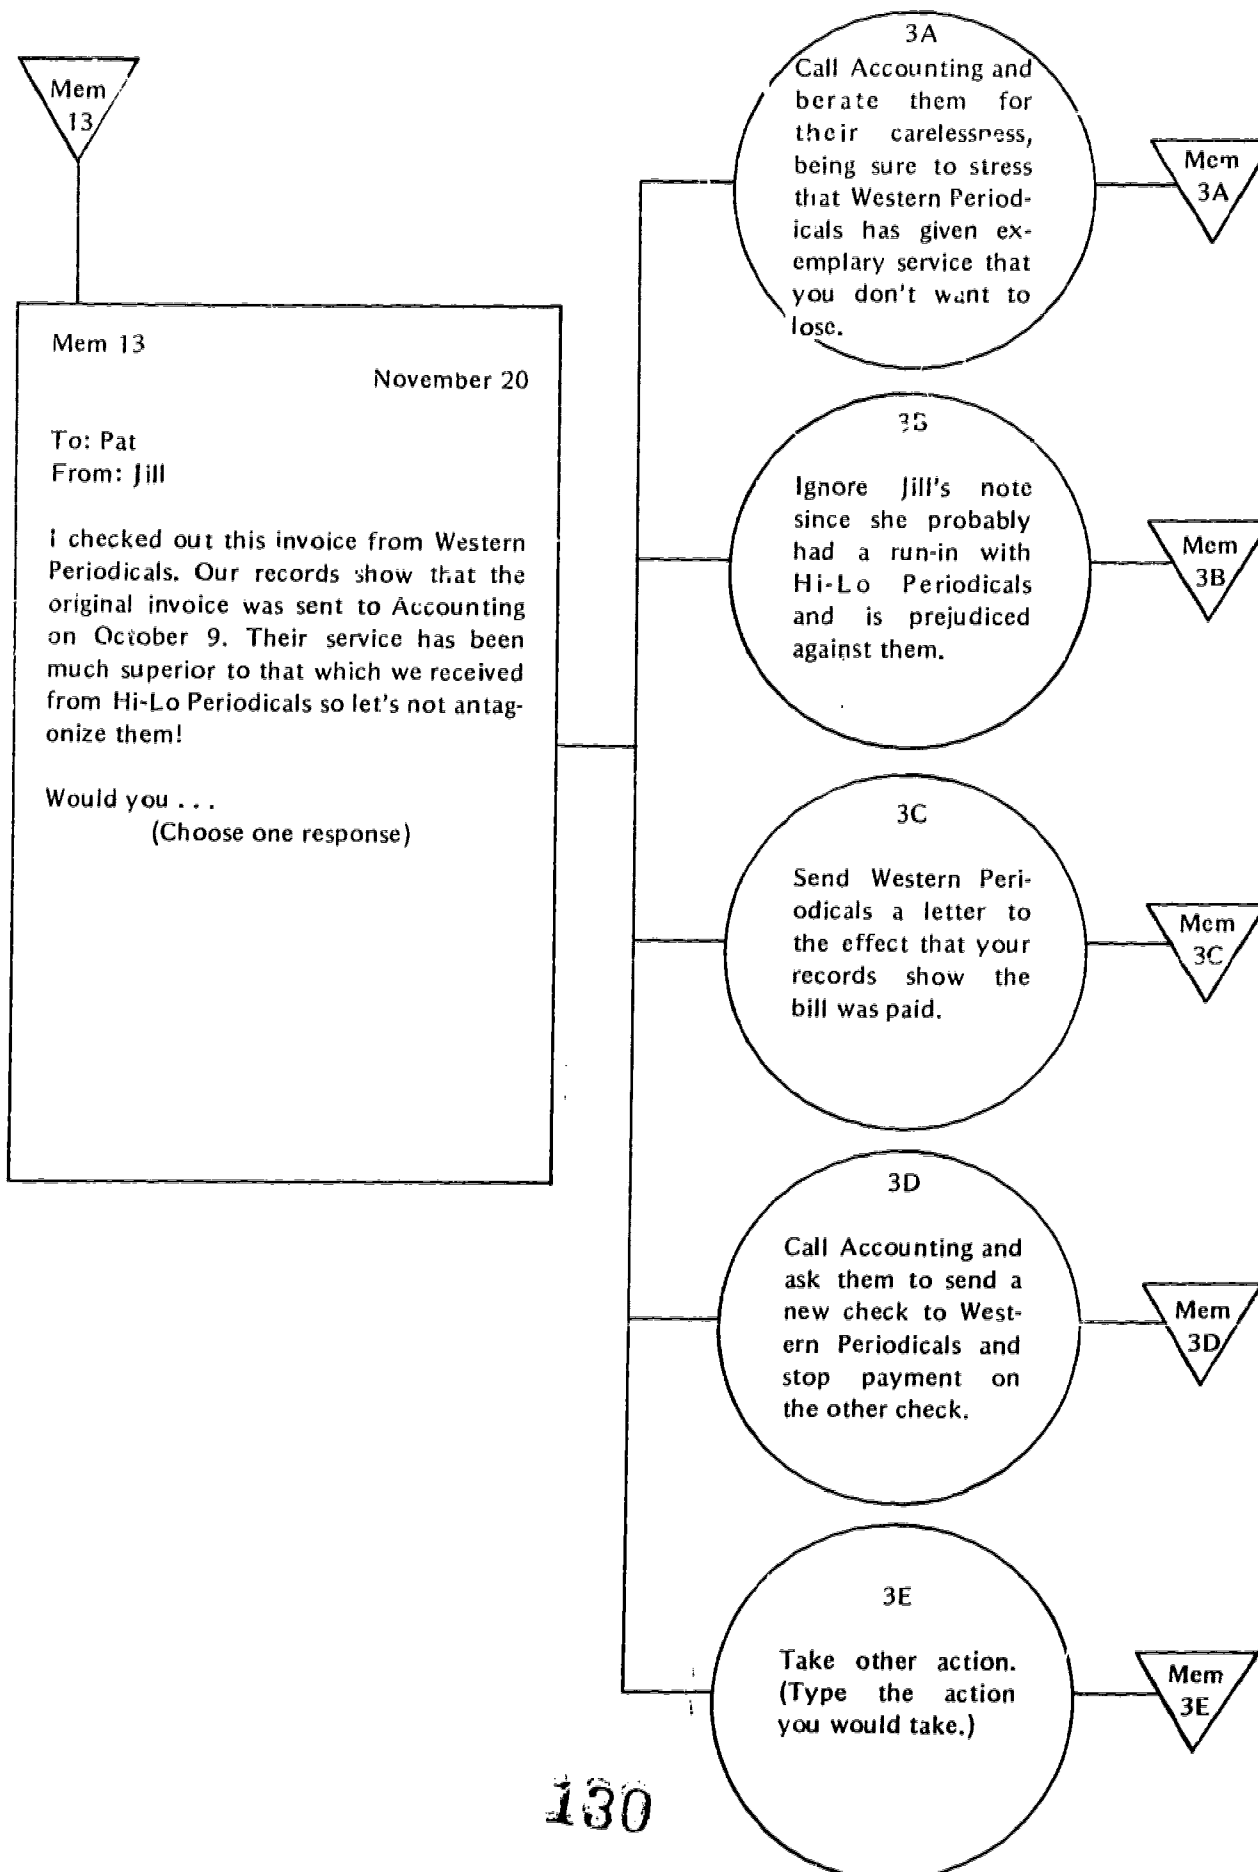 Mem
13
Mem 13
November 20
To: Pat
From: Jill
I checked out this invoice from Western
Periodicals. Our records show that the
original invoice was sent to Accounting
on October 9. Their service has been
much superior to that which we received
from Hi-Lo Periodicals so let's not antag-
onize them!
Would you ...
(Choose one response)
3A
Call Accounting and
berate them for
their carelessness,
being sure to stress
that Western Period-
icals has given ex-
emplary service that
you don't want to
lose.
Mem
3A
3B
Ignore Jill's note
since she probably
had a run-in with
Hi-Lo Periodicals
and is prejudiced
against them.
Mem
3B
3C
Send Western Peri-
odicals a letter to
the effect that your
records show the
bill was paid.
Mem
3C
3D
Call Accounting and
ask them to send a
new check to West-
ern Periodicals and
stop payment on
the other check.
Mem
3D
3E
Take other action.
(Type the action
you would take.)
Mem
3E
130